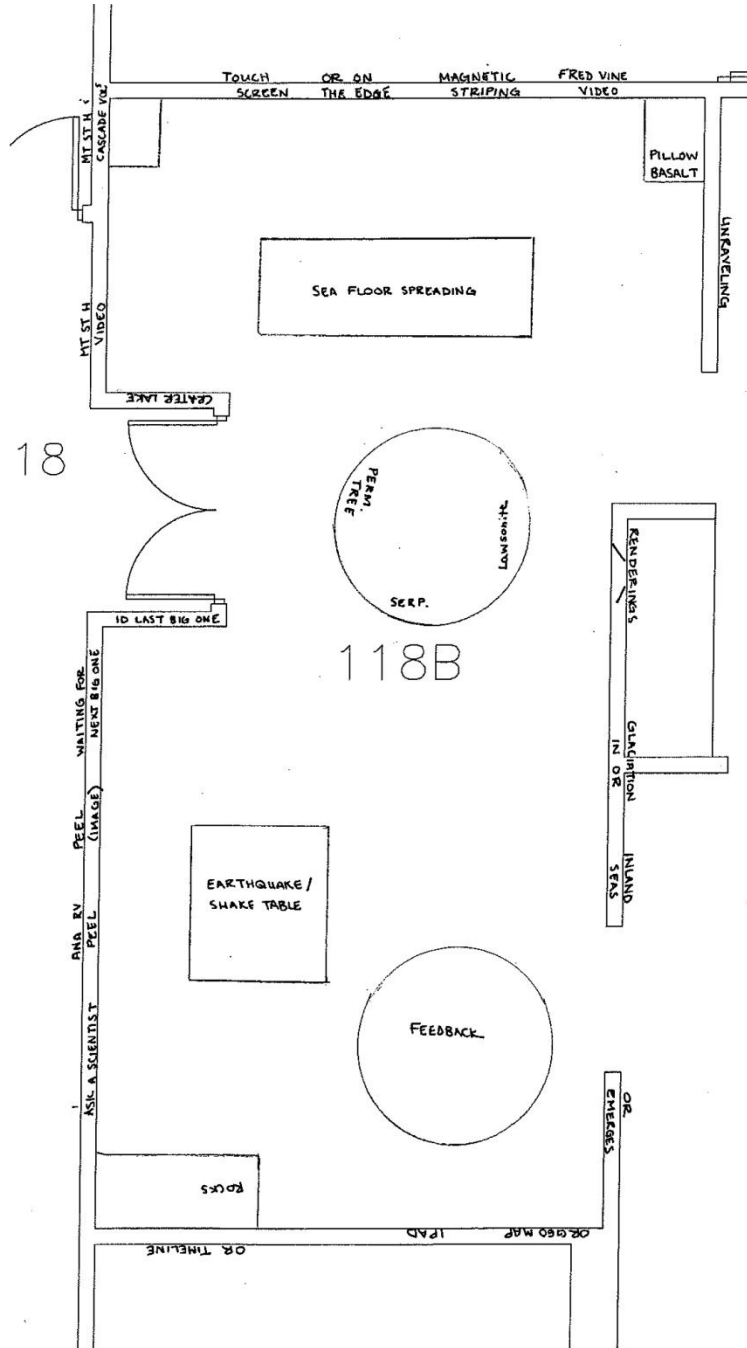 TOUCH SCREEN
OR ON THE EDGE
MAGNETIC STRIPING
FRED VINE VIDEO
MT ST H
CASCADE VOL'S
PILLOW
BASALT
UNRAVELING
SEA FLOOR SPREADING
MT ST H
VIDEO
CRATER LAKE
18
PERM.
TREE
Lawsonite
SERP.
118B
RENDERINGS
ID LAST BIG ONE
WAITING FOR
NEXT BIG ONE
GLACIATION
IN OR
INLAND
SEAS
PEEL
(IMAGE)
EARTHQUAKE/
SHAKE TABLE
ANA RV
PEEL
FEEDBACK
ASK A SCIENTIST
OR
EMERGES
ROCKS
OR GEO MAP
IPAD
OR TIMELINE